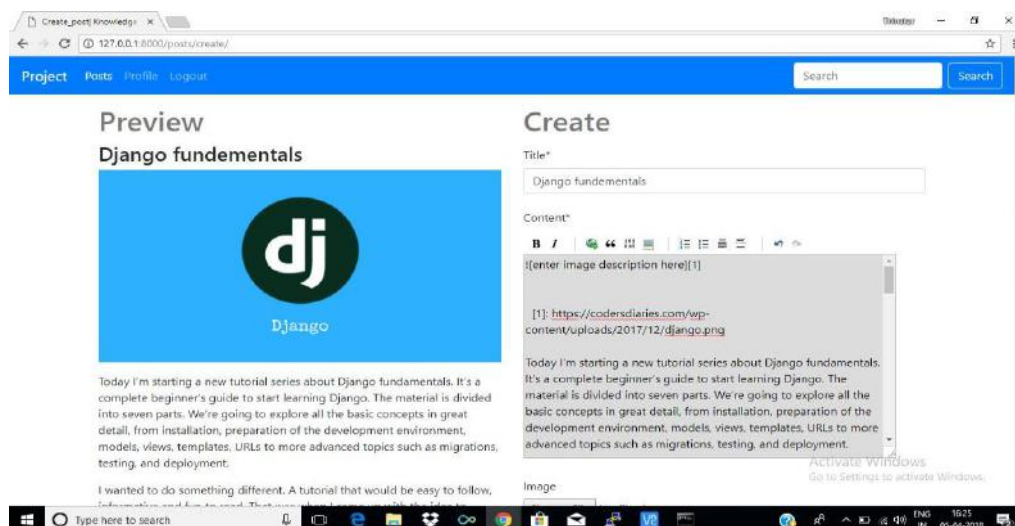 Create_post| Knowledge
127.0.0.1:8000/posts/create/
Project Posts Profile Logout
Search
Search
Preview
Django fundementals
dj
Django
Today I'm starting a new tutorial series about Django fundamentals. It's a
complete beginner's guide to start learning Django. The material is divided
into seven parts. We're going to explore all the basic concepts in great
detail, from installation, preparation of the development environment,
models, views, templates, URLs to more advanced topics such as migrations,
testing, and deployment.
I wanted to do something different. A tutorial that would be easy to follow,
Create
Title*
Django fundementals
Content*
B I
![enter image description here][1]
[1]: https://codersdiaries.com/wp-
content/uploads/2017/12/django.png
Today I'm starting a new tutorial series about Django fundamentals.
It's a complete beginner's guide to start learning Django. The
material is divided into seven parts. We're going to explore all the
basic concepts in great detail, from installation, preparation of the
development environment, models, views, templates, URLs to more
advanced topics such as migrations, testing, and deployment.
Image
Activate Windows
Go to Settings to activate Windows.
Type here to search
ENG
IN
16:25
06-04-2018